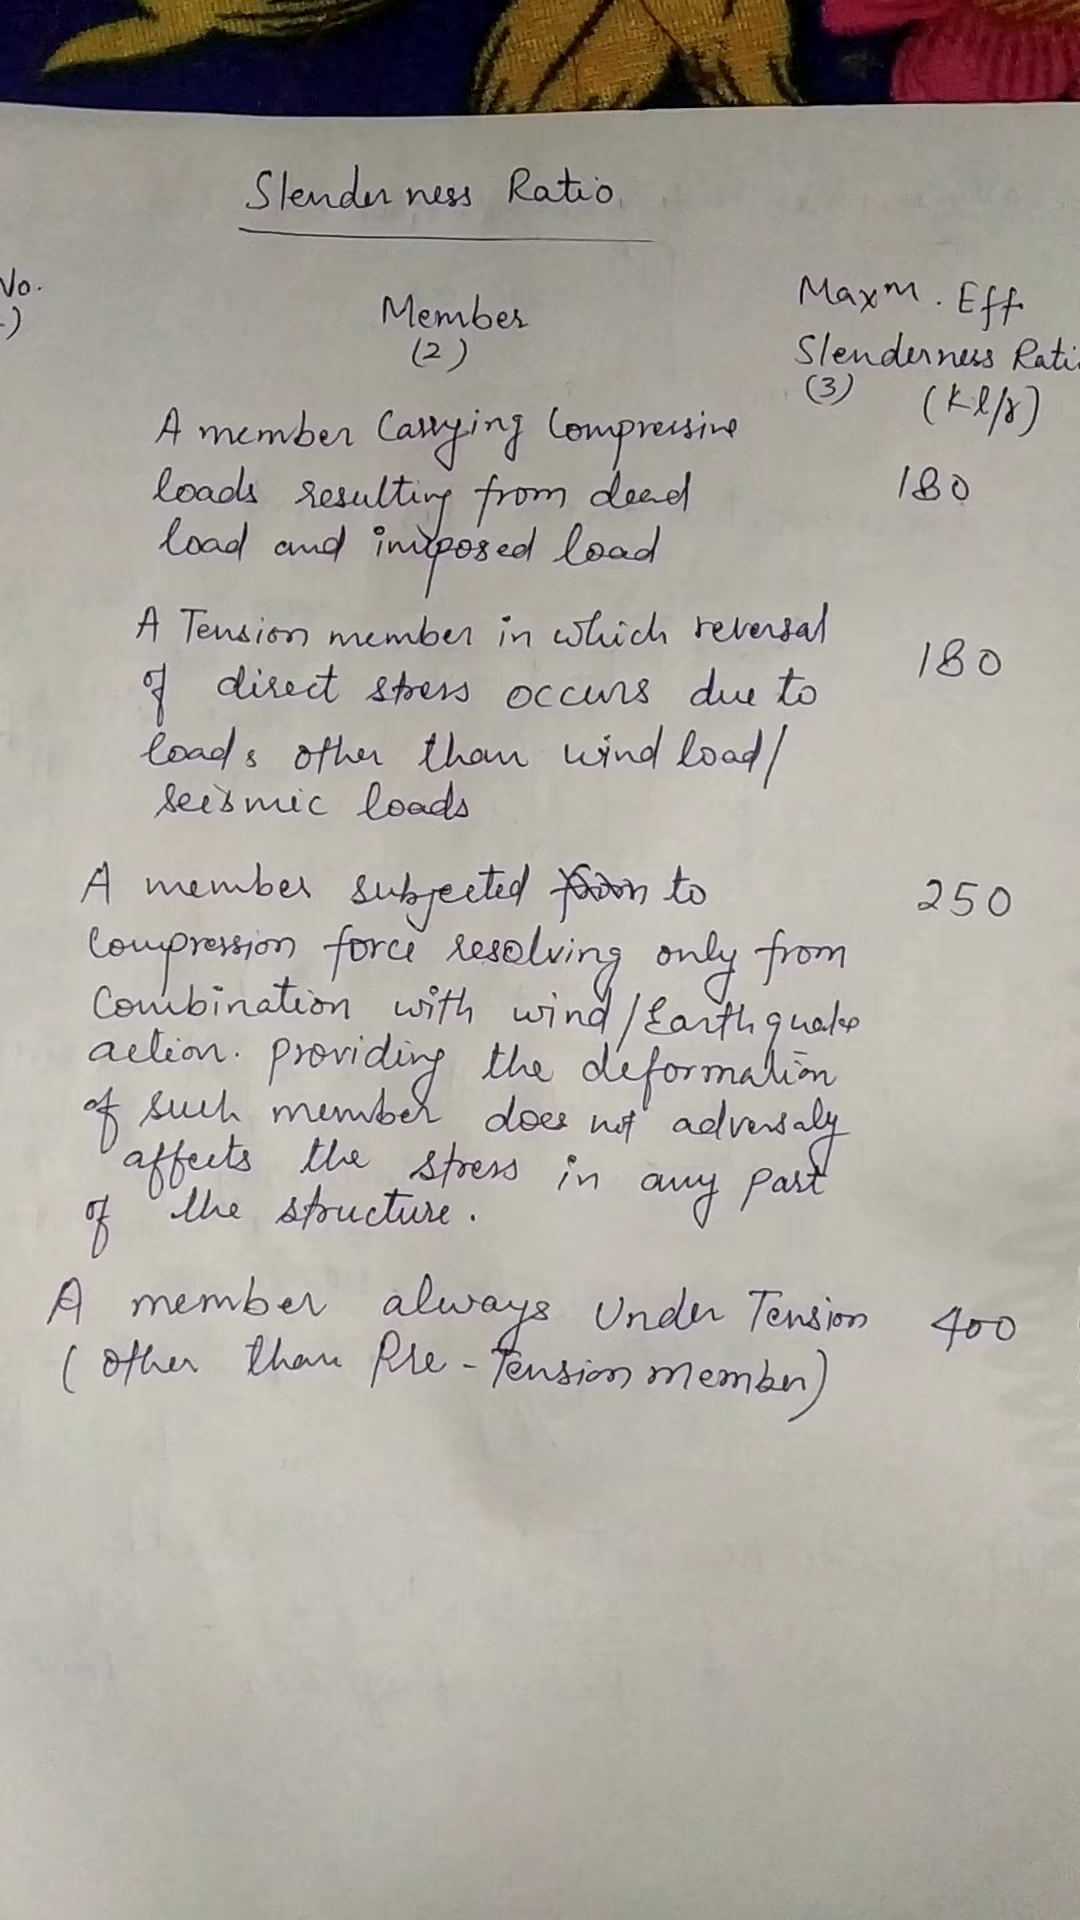 Slenderness Ratio.
No.
Member
Maxm. Eff
(2)
Slenderness Ratio
(3) (Kl/r)
A member Carrying Compressive
loads resulting from dead
load and imposed load
180
A Tension member in which reversal
of direct stress occurs due to
loads other than wind load/
seismic loads
180
A member subjected to
250
Compression force resolving only from
Combination with wind/Earthquake
action. providing the deformation
of such member does not adversaly
affects the stress in any part
of the structure.
A member always Under Tension
400
(other than Pre-Tension member)